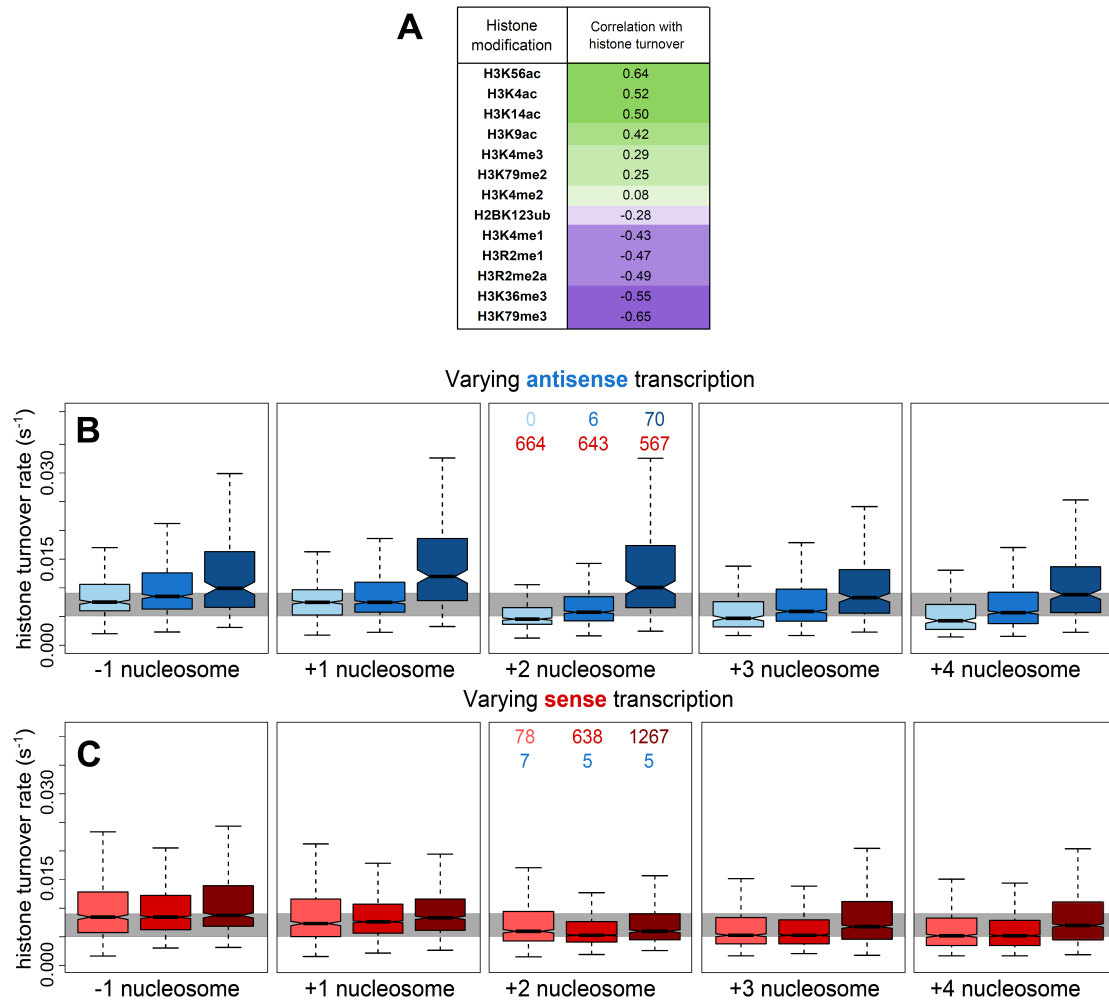 A
Histone modification
Correlation with histone turnover
H3K56ac 0.64
H3K4ac 0.52
H3K14ac 0.50
H3K9ac 0.42
H3K4me3 0.29
H3K79me2 0.25
H3K4me2 0.08
H2BK123ub -0.28
H3K4me1 -0.43
H3R2me1 -0.47
H3R2me2a -0.49
H3K36me3 -0.55
H3K79me3 -0.65
Varying antisense transcription
B
histone turnover rate (s⁻¹)
0.030
0.015
0.000
0 6 70
664 643 567
-1 nucleosome
+1 nucleosome
+2 nucleosome
+3 nucleosome
+4 nucleosome
Varying sense transcription
C
histone turnover rate (s⁻¹)
0.030
0.015
0.000
78 638 1267
7 5 5
-1 nucleosome
+1 nucleosome
+2 nucleosome
+3 nucleosome
+4 nucleosome